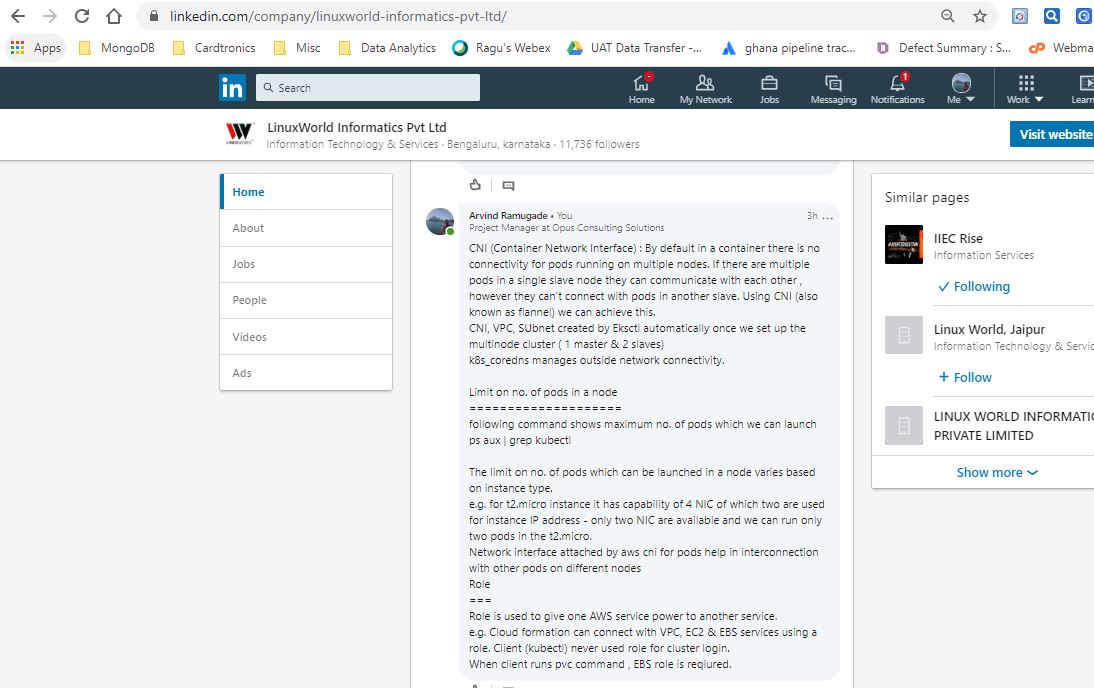 linkedin.com/company/linuxworld-informatics-pvt-ltd/
Apps MongoDB Cardtronics Misc Data Analytics Ragu's Webex UAT Data Transfer -... ghana pipeline trac... Defect Summary : S... Webma
in Search Home My Network Jobs Messaging 1 Notifications Me Work Learn
LinuxWorld Informatics Pvt Ltd
Information Technology & Services · Bengaluru, karnataka · 11,736 followers
Visit website
Home
About
Jobs
People
Videos
Ads
Arvind Ramugade • You 3h ...
Project Manager at Opus Consulting Solutions
CNI (Container Network Interface) : By default in a container there is no
connectivity for pods running on multiple nodes. If there are multiple
pods in a single slave node they can communicate with each other ,
however they can't connect with pods in another slave. Using CNI (also
known as flannel) we can achieve this.
CNI, VPC, SUbnet created by Eksctl automatically once we set up the
multinode cluster ( 1 master & 2 slaves)
k8s_coredns manages outside network connectivity.
Limit on no. of pods in a node
====================
following command shows maximum no. of pods which we can launch
ps aux | grep kubectl
The limit on no. of pods which can be launched in a node varies based
on instance type.
e.g. for t2.micro instance it has capability of 4 NIC of which two are used
for instance IP address - only two NIC are available and we can run only
two pods in the t2.micro.
Network interface attached by aws cni for pods help in interconnection
with other pods on different nodes
Role
===
Role is used to give one AWS service power to another service.
e.g. Cloud formation can connect with VPC, EC2 & EBS services using a
role. Client (kubectl) never used role for cluster login.
When client runs pvc command , EBS role is reqiured.
Similar pages
IIEC Rise
Information Services
Following
Linux World, Jaipur
Information Technology & Servic
+ Follow
LINUX WORLD INFORMATIC
PRIVATE LIMITED
Show more